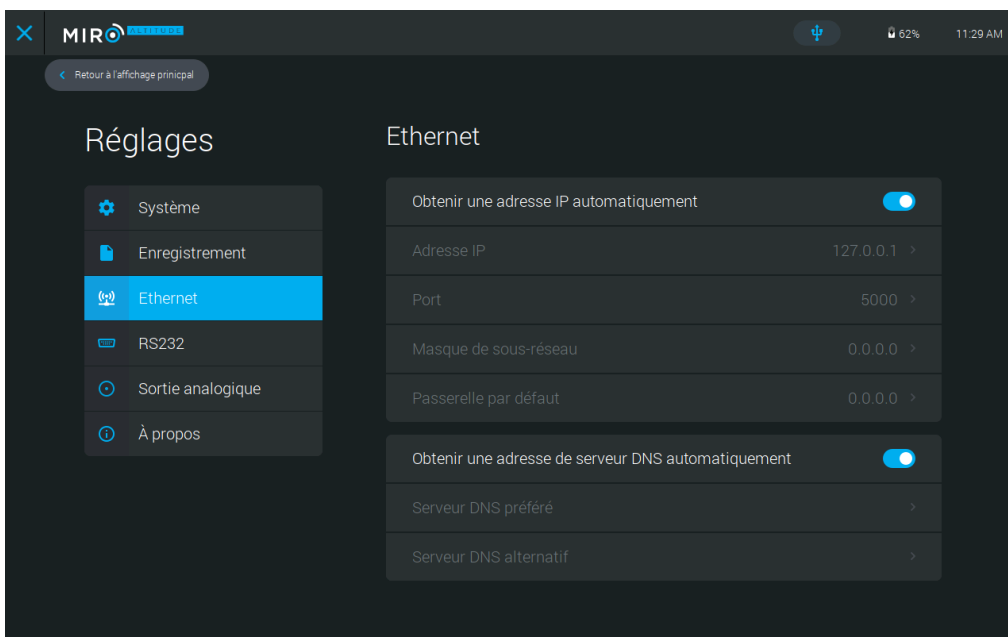 MIRO ALTITUDE 62% 11:29 AM
Retour à l'affichage prinicpal
Réglages
Système
Enregistrement
Ethernet
RS232
Sortie analogique
À propos
Ethernet
Obtenir une adresse IP automatiquement
Adresse IP 127.0.0.1
Port 5000
Masque de sous-réseau 0.0.0.0
Passerelle par défaut 0.0.0.0
Obtenir une adresse de serveur DNS automatiquement
Serveur DNS préféré
Serveur DNS alternatif